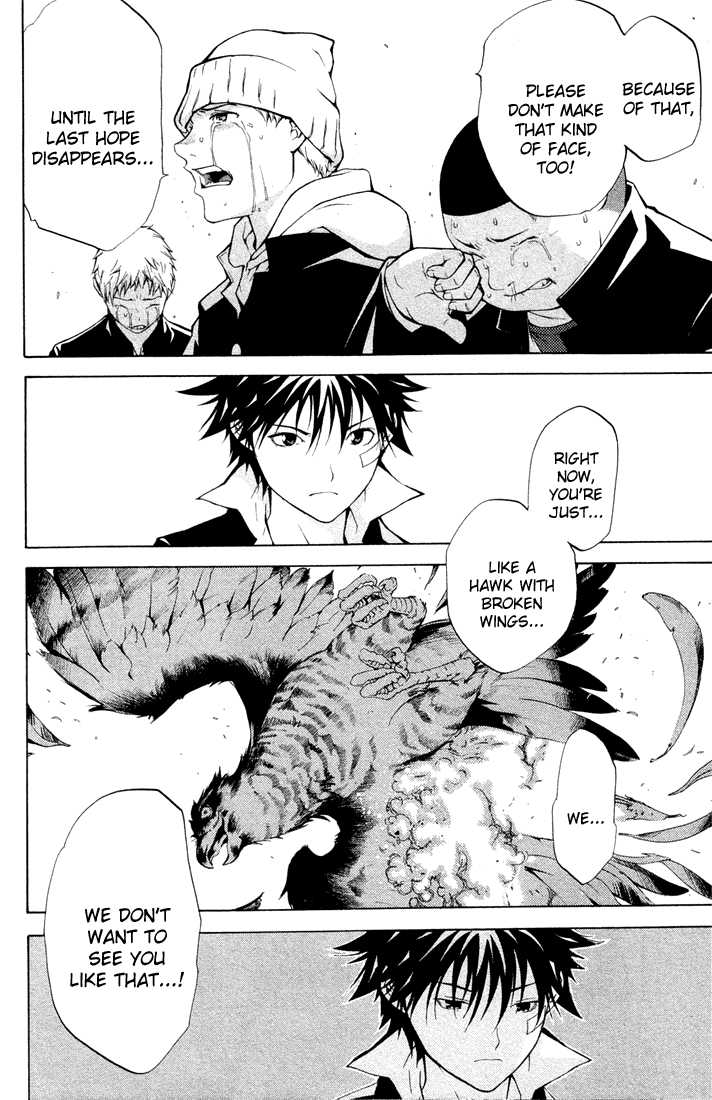 BECAUSE
OF THAT,
PLEASE
DON'T MAKE
THAT KIND
OF FACE,
TOO!
UNTIL THE
LAST HOPE
DISAPPEARS...
RIGHT
NOW,
YOU'RE
JUST...
LIKE A
HAWK WITH
BROKEN
WINGS...
WE...
WE DON'T
WANT TO
SEE YOU
LIKE THAT...!